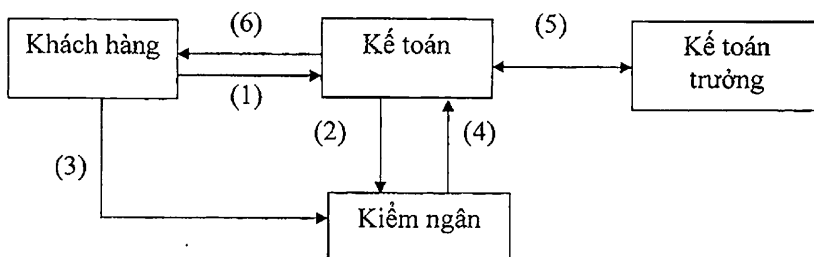 (6)
(5)
Khách hàng
Kế toán
Kế toán
trưởng
(1)
(2)
(4)
(3)
Kiểm ngân